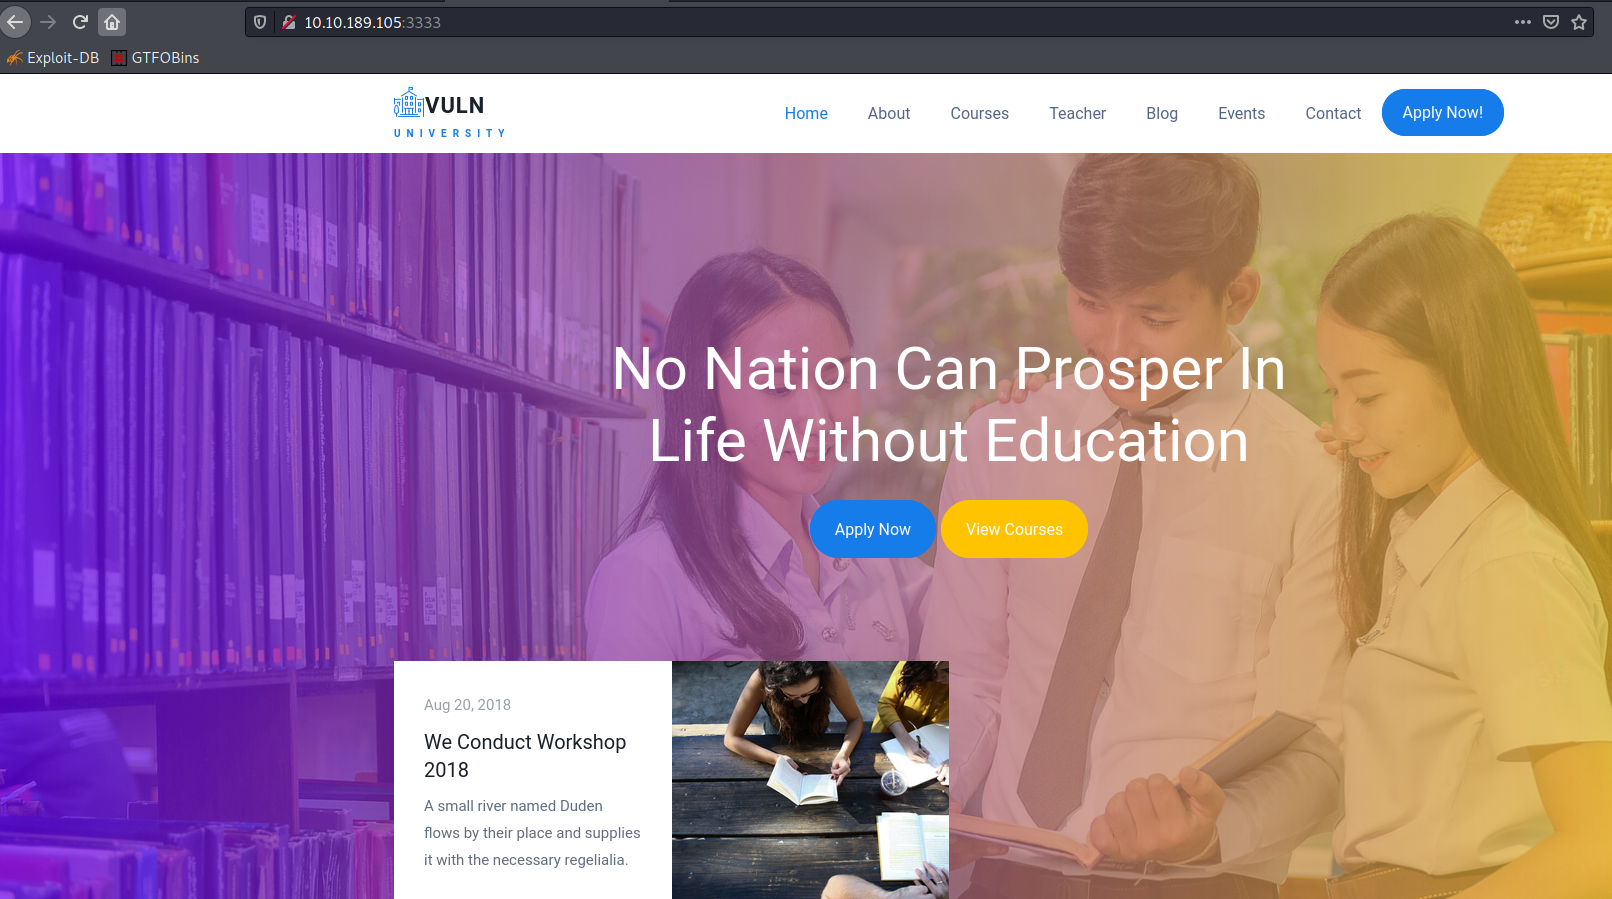 10.10.189.105:3333
Exploit-DB GTFOBins
VULN
UNIVERSITY
Home About Courses Teacher Blog Events Contact Apply Now!
No Nation Can Prosper In
Life Without Education
Apply Now View Courses
Aug 20, 2018
We Conduct Workshop
2018
A small river named Duden
flows by their place and supplies
it with the necessary regelialia.